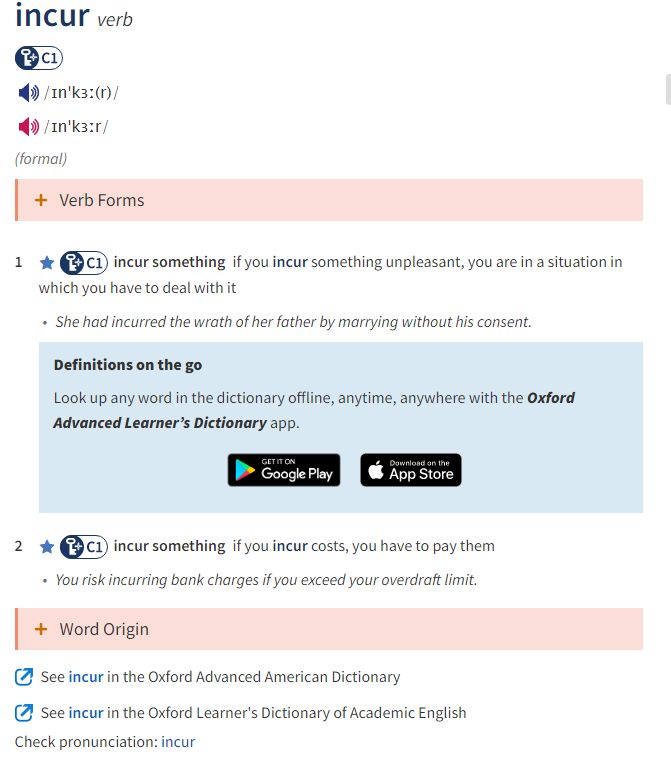 incur verb
C1
/ɪnˈkɜː(r)/
/ɪnˈkɜːr/
(formal)
+ Verb Forms
1 C1 incur something if you incur something unpleasant, you are in a situation in
which you have to deal with it
• She had incurred the wrath of her father by marrying without his consent.
Definitions on the go
Look up any word in the dictionary offline, anytime, anywhere with the Oxford
Advanced Learner’s Dictionary app.
GET IT ON
Google Play
Download on the
App Store
2 C1 incur something if you incur costs, you have to pay them
• You risk incurring bank charges if you exceed your overdraft limit.
+ Word Origin
See incur in the Oxford Advanced American Dictionary
See incur in the Oxford Learner's Dictionary of Academic English
Check pronunciation: incur